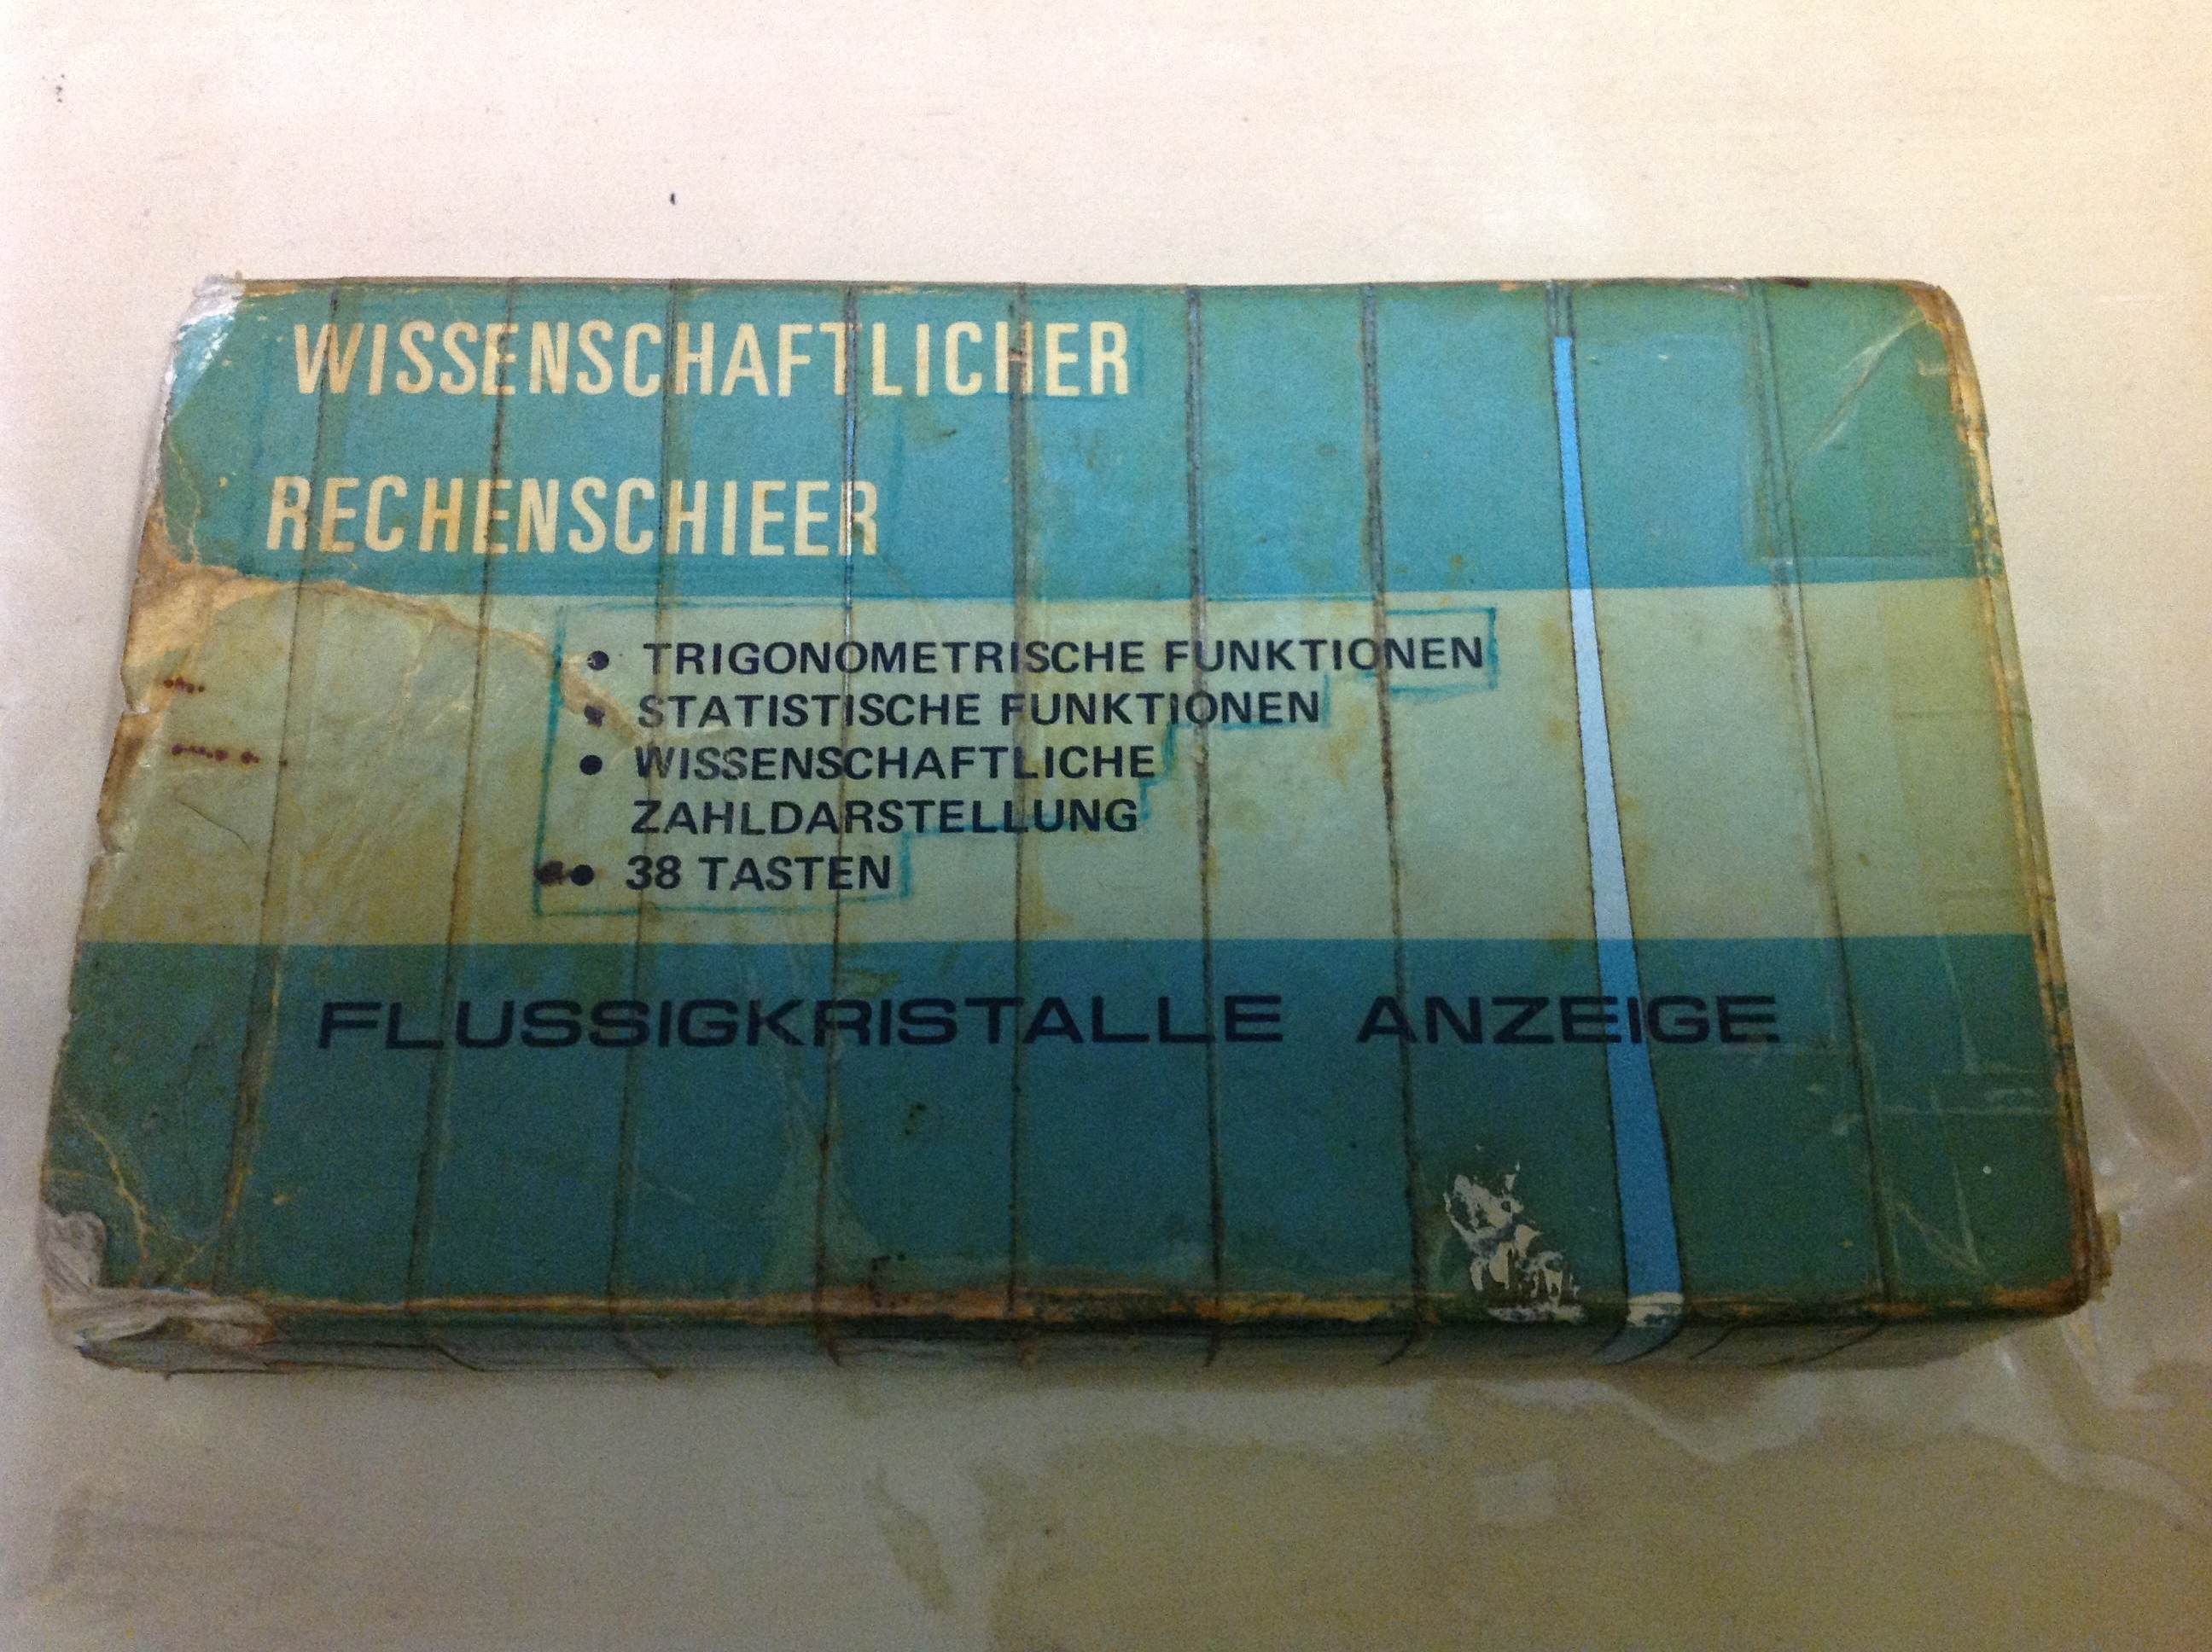 WISSENSCHAFTLICHER
RECHENSCHIEER
• TRIGONOMETRISCHE FUNKTIONEN
• STATISTISCHE FUNKTIONEN
• WISSENSCHAFTLICHE
ZAHLDARSTELLUNG
• 38 TASTEN
FLUSSIGKRISTALLE ANZEIGE